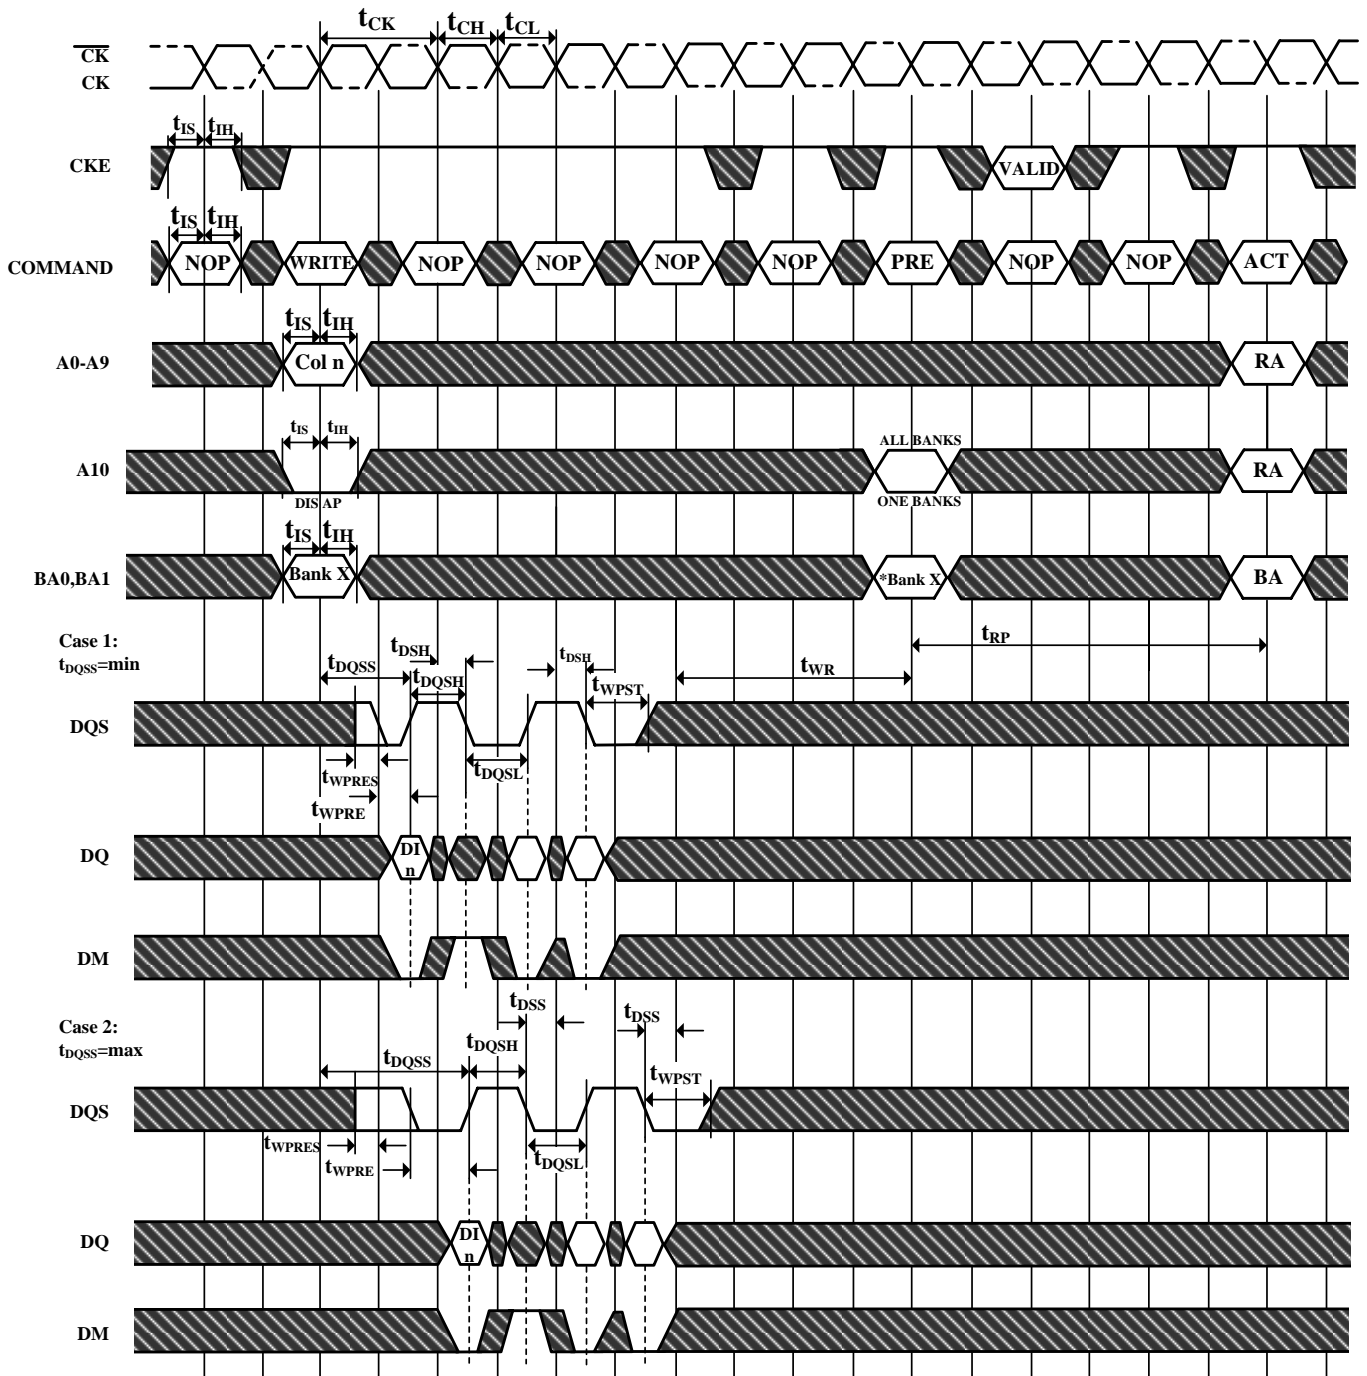 tCK tCH tCL
CK
CK
tIS tIH
CKE VALID
tIS tIH
COMMAND NOP WRITE NOP NOP NOP NOP PRE NOP NOP ACT
tIS tIH
A0-A9 Col n RA
tIS tIH ALL BANKS
A10 RA
DIS AP ONE BANKS
tIS tIH
BA0,BA1 Bank X *Bank X BA
Case 1:
tDQSS=min
tDQSS tDSH tDQSH tDSH tWPST tWR tRP
DQS
tWPRES tDQSL
tWPRE
DQ DI
n
DM
tDSS tDSS
Case 2:
tDQSS=max
tDQSS tDQSH tWPST
DQS
tWPRES tWPRE tDQSL
DQ DI
n
DM